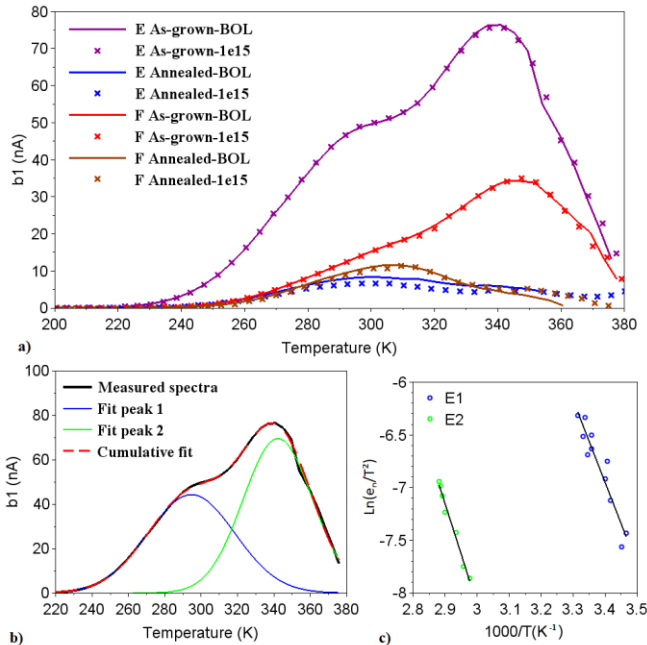 80
70
60
50
40
30
20
10
0
b1 (nA)
E As-grown-BOL
E As-grown-1e15
E Annealed-BOL
E Annealed-1e15
F As-grown-BOL
F As-grown-1e15
F Annealed-BOL
F Annealed-1e15
200 220 240 260 280 300 320 340 360 380
Temperature (K)
a)
100
80
60
40
20
0
b1 (nA)
Measured spectra
Fit peak 1
Fit peak 2
Cumulative fit
220 260 300 340 380
Temperature (K)
b)
-6
-6.5
-7
-7.5
-8
Ln(eₙ/T²)
E1
E2
2.8 2.9 3 3.1 3.2 3.3 3.4 3.5
1000/T(K⁻¹)
c)